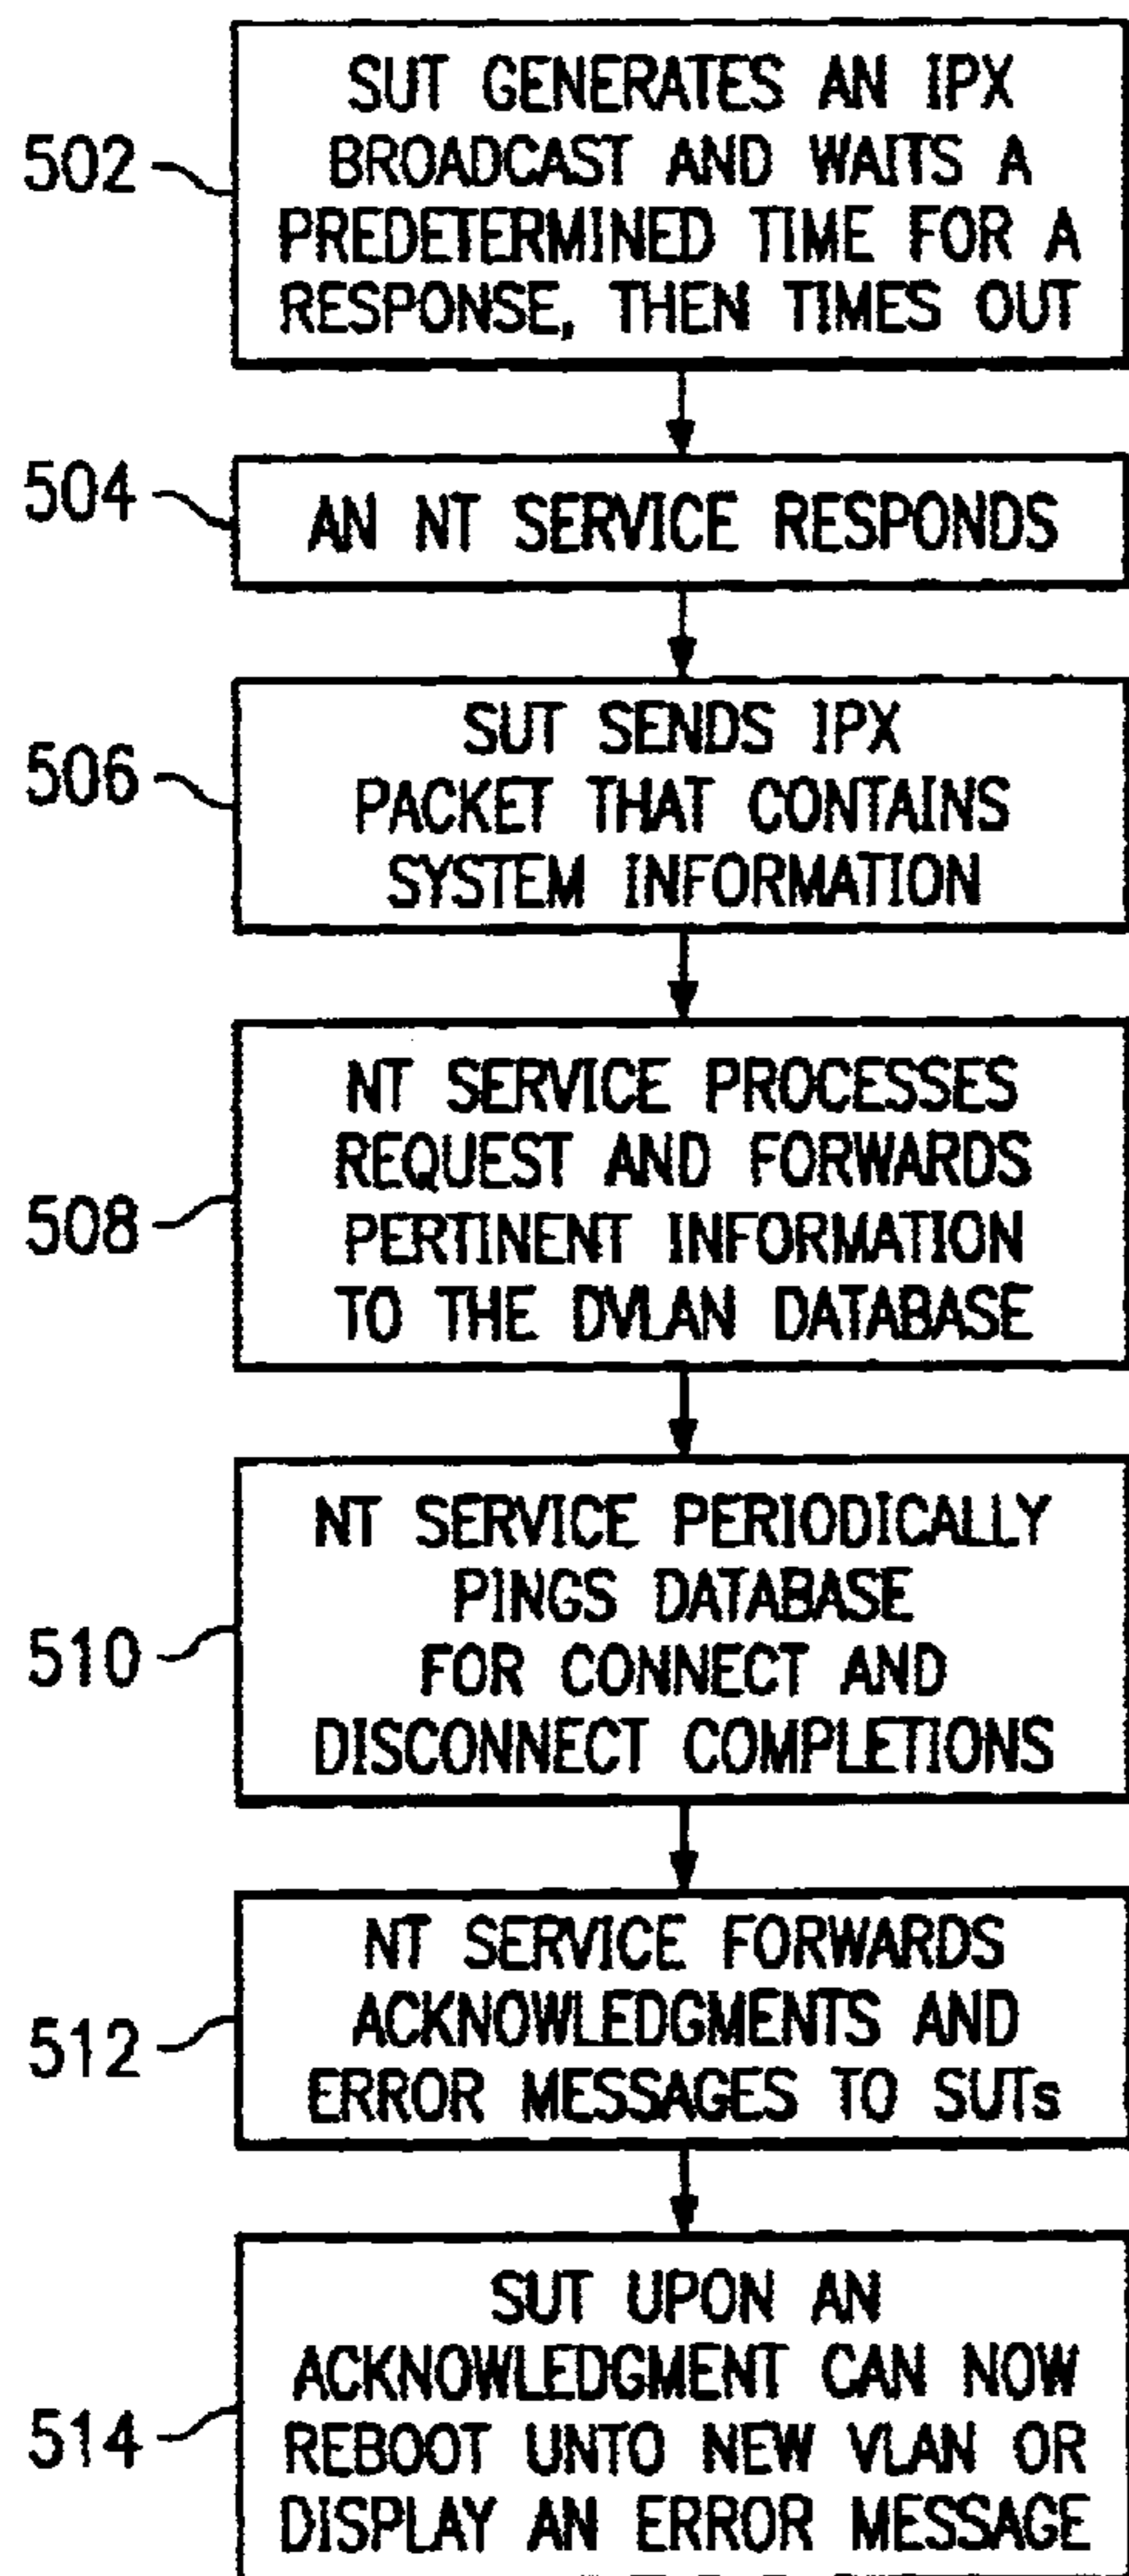 SUT GENERATES AN IPX
502
BROADCAST AND WAITS A
PREDETERMINED TIME FOR A
RESPONSE, THEN TIMES OUT
504
AN NT SERVICE RESPONDS
SUT SENDS IPX
506
PACKET THAT CONTAINS
SYSTEM INFORMATION
NT SERVICE PROCESSES
REQUEST AND FORWARDS
508
PERTINENT INFORMATION
TO THE DVLAN DATABASE
NT SERVICE PERIODICALLY
PINGS DATABASE
510
FOR CONNECT AND
DISCONNECT COMPLETIONS
NT SERVICE FORWARDS
512
ACKNOWLEDGMENTS AND
ERROR MESSAGES TO SUTs
SUT UPON AN
ACKNOWLEDGMENT CAN NOW
514
REBOOT UNTO NEW VLAN OR
DISPLAY AN ERROR MESSAGE